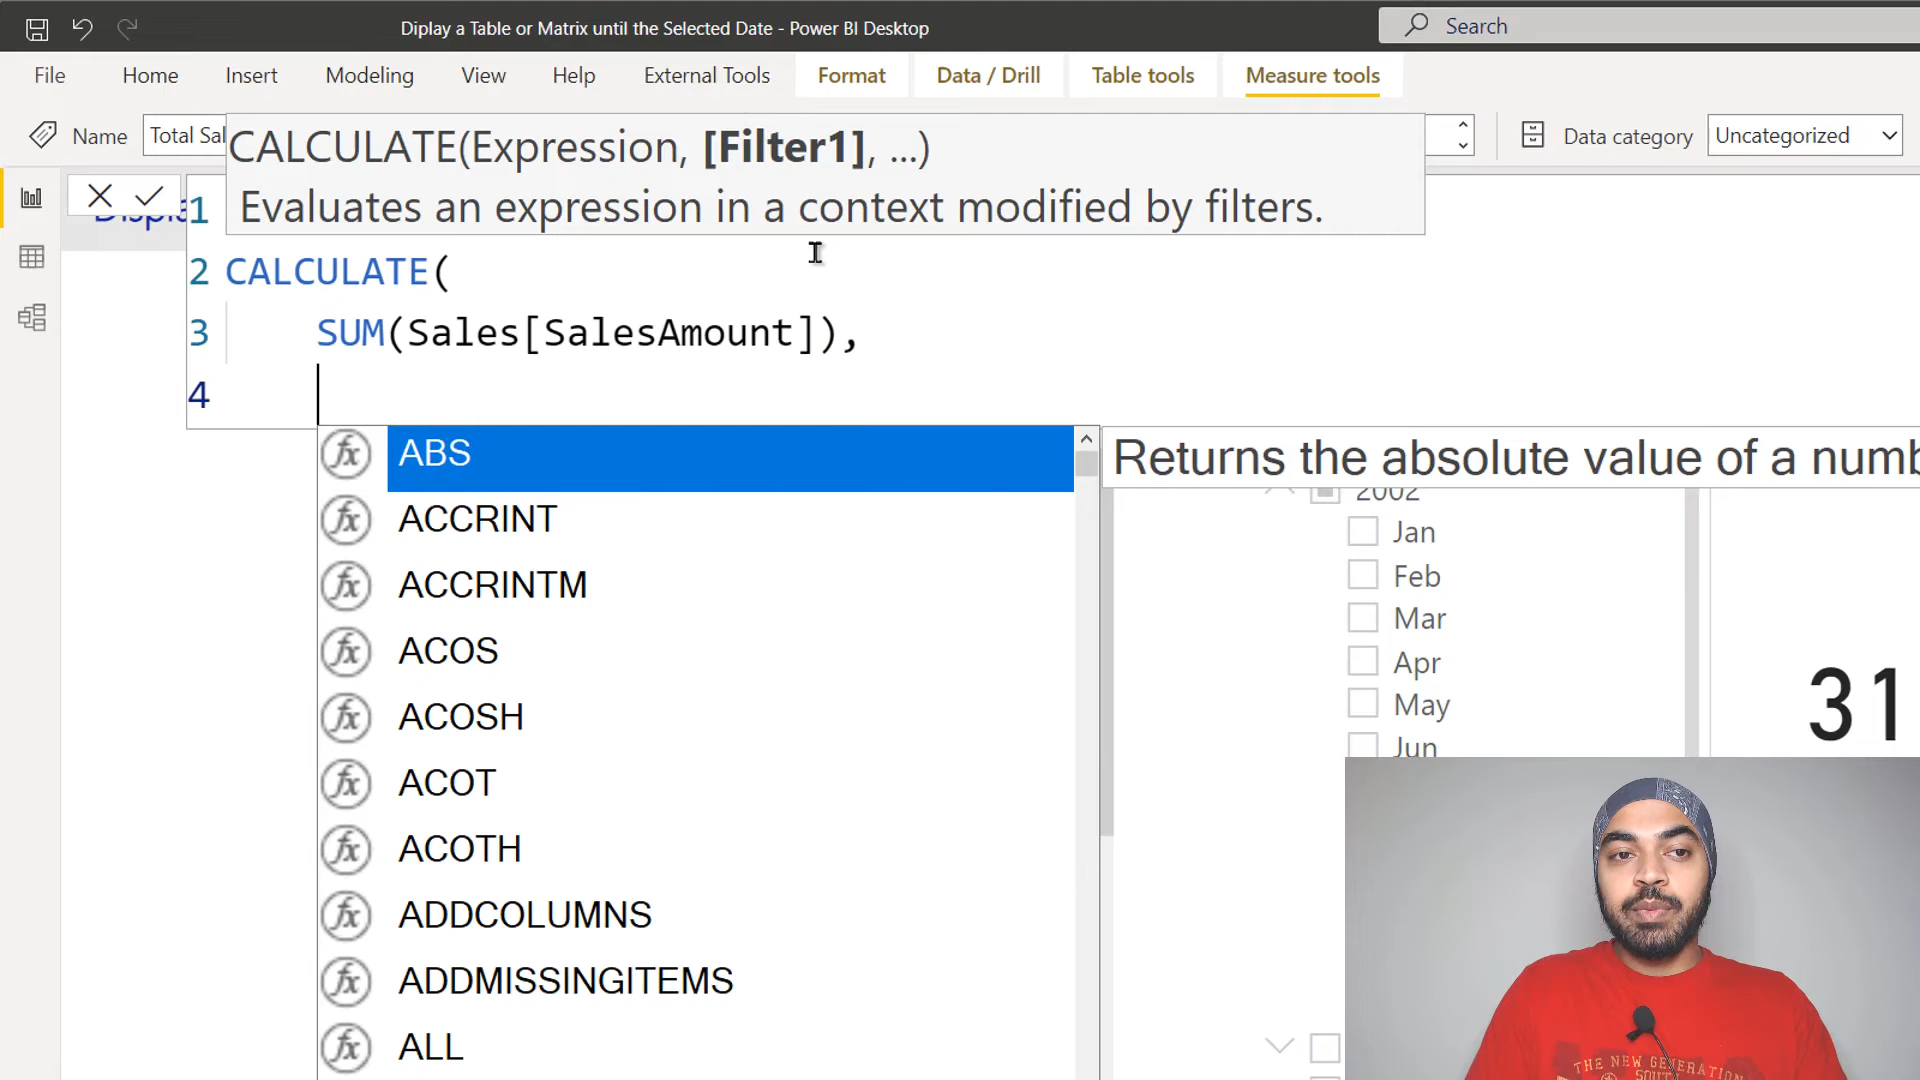 Diplay a Table or Matrix until the Selected Date - Power BI Desktop
Search
File Home Insert Modeling View Help External Tools Format Data / Drill Table tools Measure tools
Name Total Sal
Data category Uncategorized
CALCULATE(Expression, [Filter1], ...)
Evaluates an expression in a context modified by filters.
1
2 CALCULATE(
3 SUM(Sales[SalesAmount]),
4
ABS
Returns the absolute value of a numb
ACCRINT
ACCRINTM
ACOS
ACOSH
ACOT
ACOTH
ADDCOLUMNS
ADDMISSINGITEMS
ALL
2002
Jan
Feb
Mar
Apr
May
Jun
31
THE NEW GENERATION